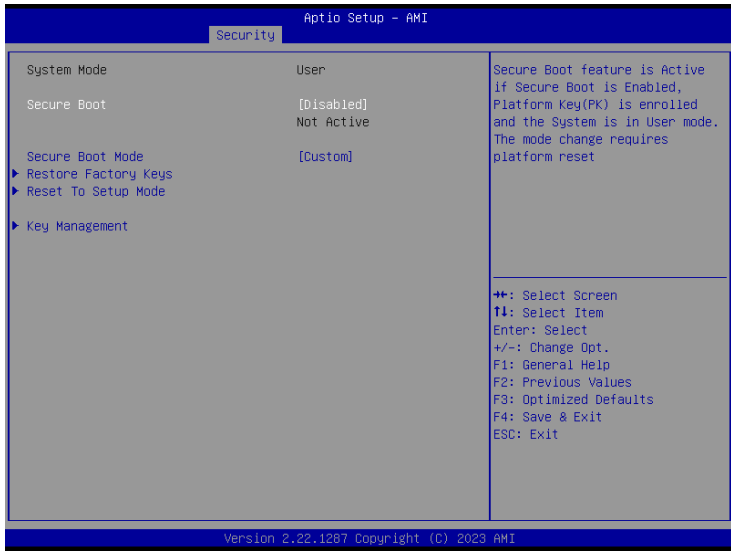 Aptio Setup – AMI
Security
System Mode User
Secure Boot [Disabled]
Not Active
Secure Boot Mode [Custom]
Restore Factory Keys
Reset To Setup Mode
Key Management
Secure Boot feature is Active
if Secure Boot is Enabled,
Platform Key(PK) is enrolled
and the System is in User mode.
The mode change requires
platform reset
→←: Select Screen
↑↓: Select Item
Enter: Select
+/-: Change Opt.
F1: General Help
F2: Previous Values
F3: Optimized Defaults
F4: Save & Exit
ESC: Exit
Version 2.22.1287 Copyright (C) 2023 AMI